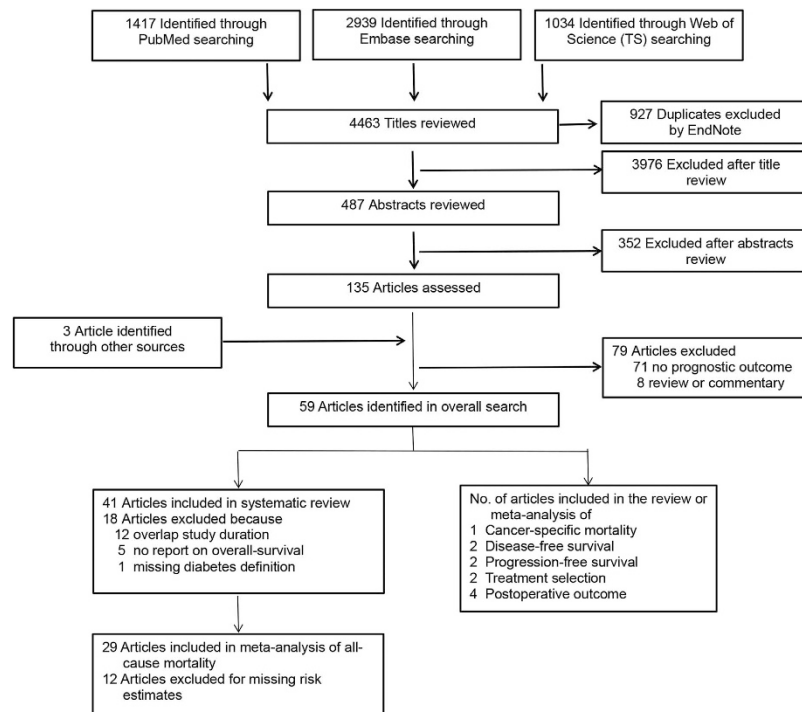 1417 Identified through
PubMed searching
2939 Identified through
Embase searching
1034 Identified through Web of
Science (TS) searching
4463 Titles reviewed
927 Duplicates excluded
by EndNote
3976 Excluded after title
review
487 Abstracts reviewed
352 Excluded after abstracts
review
135 Articles assessed
3 Article identified
through other sources
79 Articles excluded
71 no prognostic outcome
8 review or commentary
59 Articles identified in overall search
41 Articles included in systematic review
18 Articles excluded because
12 overlap study duration
5 no report on overall-survival
1 missing diabetes definition
No. of articles included in the review or
meta-analysis of
1 Cancer-specific mortality
2 Disease-free survival
2 Progression-free survival
2 Treatment selection
4 Postoperative outcome
29 Articles included in meta-analysis of all-
cause mortality
12 Articles excluded for missing risk
estimates